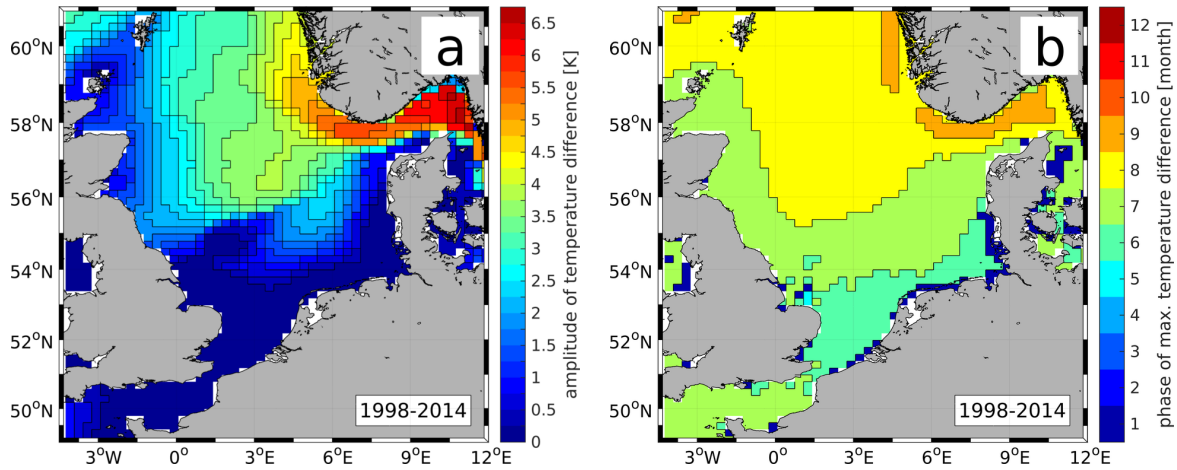 a
60°N
58°N
56°N
54°N
52°N
50°N
3°W 0° 3°E 6°E 9°E 12°E
1998-2014
6.5
6
5.5
5
4.5
4
3.5
3
2.5
2
1.5
1
0.5
0
amplitude of temperature difference [K]
b
60°N
58°N
56°N
54°N
52°N
50°N
3°W 0° 3°E 6°E 9°E 12°E
1998-2014
12
11
10
9
8
7
6
5
4
3
2
1
phase of max. temperature difference [month]